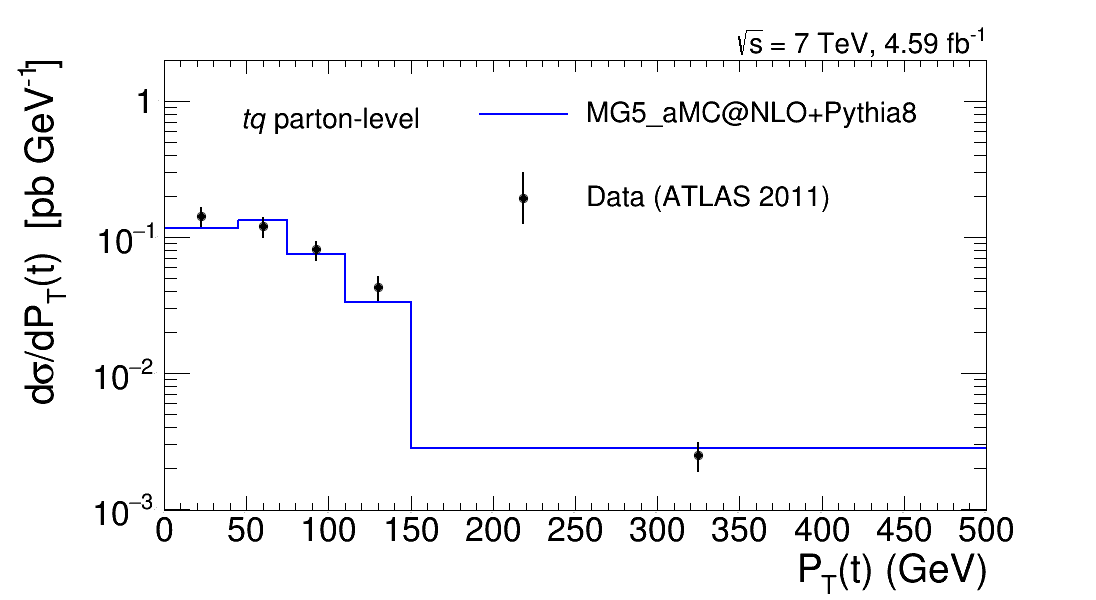 √s = 7 TeV, 4.59 fb⁻¹
dσ/dP_T(t) [pb GeV⁻¹]
tq parton-level
MG5_aMC@NLO+Pythia8
Data (ATLAS 2011)
1
10⁻¹
10⁻²
10⁻³
0 50 100 150 200 250 300 350 400 450 500
P_T(t) (GeV)